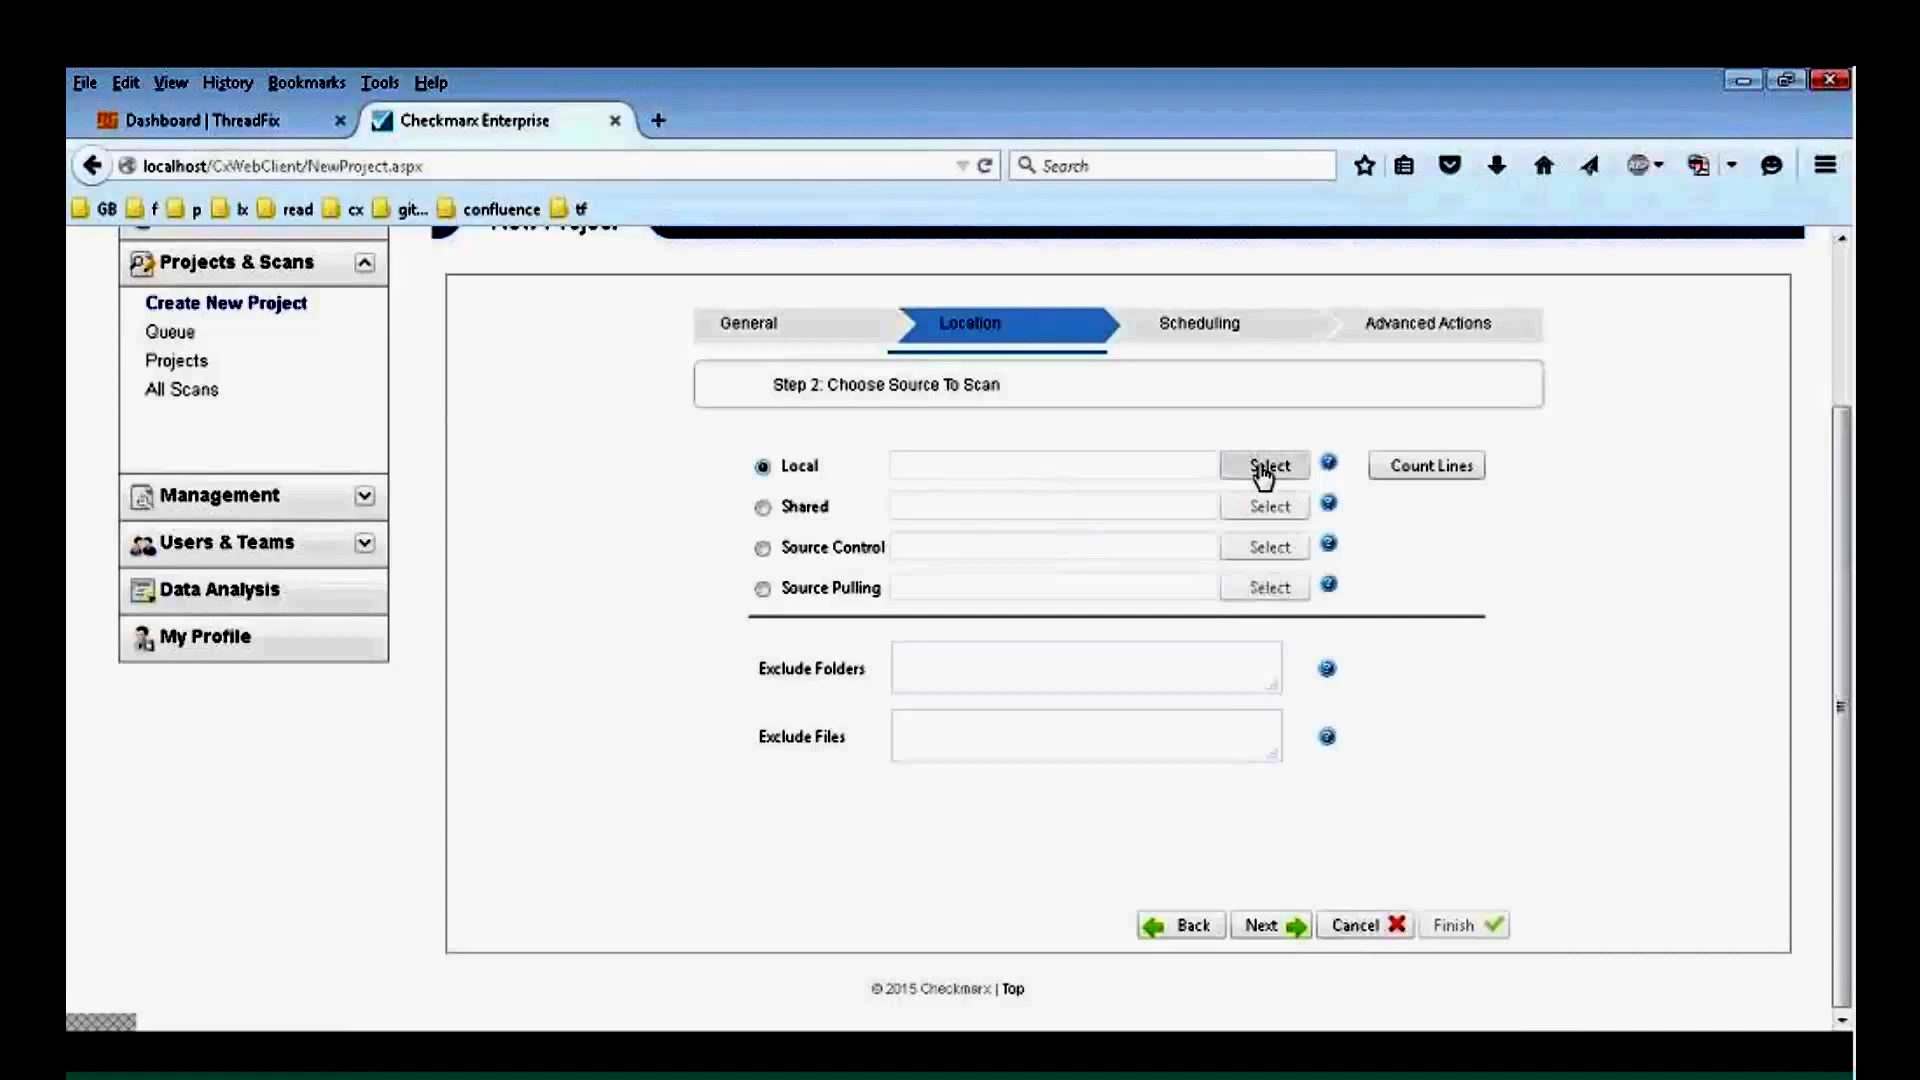 File Edit View History Bookmarks Tools Help
Dashboard | ThreadFix
Checkmarx Enterprise
localhost/CxWebClient/NewProject.aspx
Search
GB f p lx read cx git... confluence tf
New Project
Projects & Scans
Create New Project
Queue
Projects
All Scans
Management
Users & Teams
Data Analysis
My Profile
General Location Scheduling Advanced Actions
Step 2: Choose Source To Scan
Local Select Count Lines
Shared Select
Source Control Select
Source Pulling Select
Exclude Folders
Exclude Files
Back Next Cancel Finish
© 2015 Checkmarx | Top